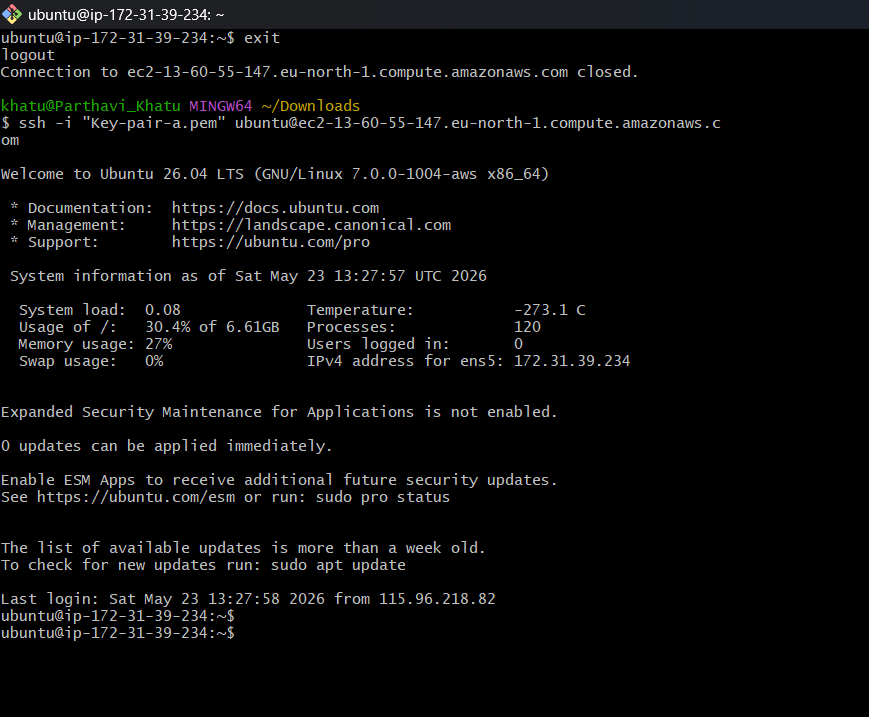 ubuntu@ip-172-31-39-234: ~
ubuntu@ip-172-31-39-234:~$ exit
logout
Connection to ec2-13-60-55-147.eu-north-1.compute.amazonaws.com closed.
khatu@Parthavi_Khatu MINGW64 ~/Downloads
$ ssh -i "Key-pair-a.pem" ubuntu@ec2-13-60-55-147.eu-north-1.compute.amazonaws.c
om
Welcome to Ubuntu 26.04 LTS (GNU/Linux 7.0.0-1004-aws x86_64)
* Documentation:  https://docs.ubuntu.com
* Management:     https://landscape.canonical.com
* Support:        https://ubuntu.com/pro
System information as of Sat May 23 13:27:57 UTC 2026
System load:  0.08               Temperature:           -273.1 C
Usage of /:   30.4% of 6.61GB   Processes:             120
Memory usage: 27%               Users logged in:       0
Swap usage:   0%                IPv4 address for ens5: 172.31.39.234
Expanded Security Maintenance for Applications is not enabled.
0 updates can be applied immediately.
Enable ESM Apps to receive additional future security updates.
See https://ubuntu.com/esm or run: sudo pro status
The list of available updates is more than a week old.
To check for new updates run: sudo apt update
Last login: Sat May 23 13:27:58 2026 from 115.96.218.82
ubuntu@ip-172-31-39-234:~$
ubuntu@ip-172-31-39-234:~$